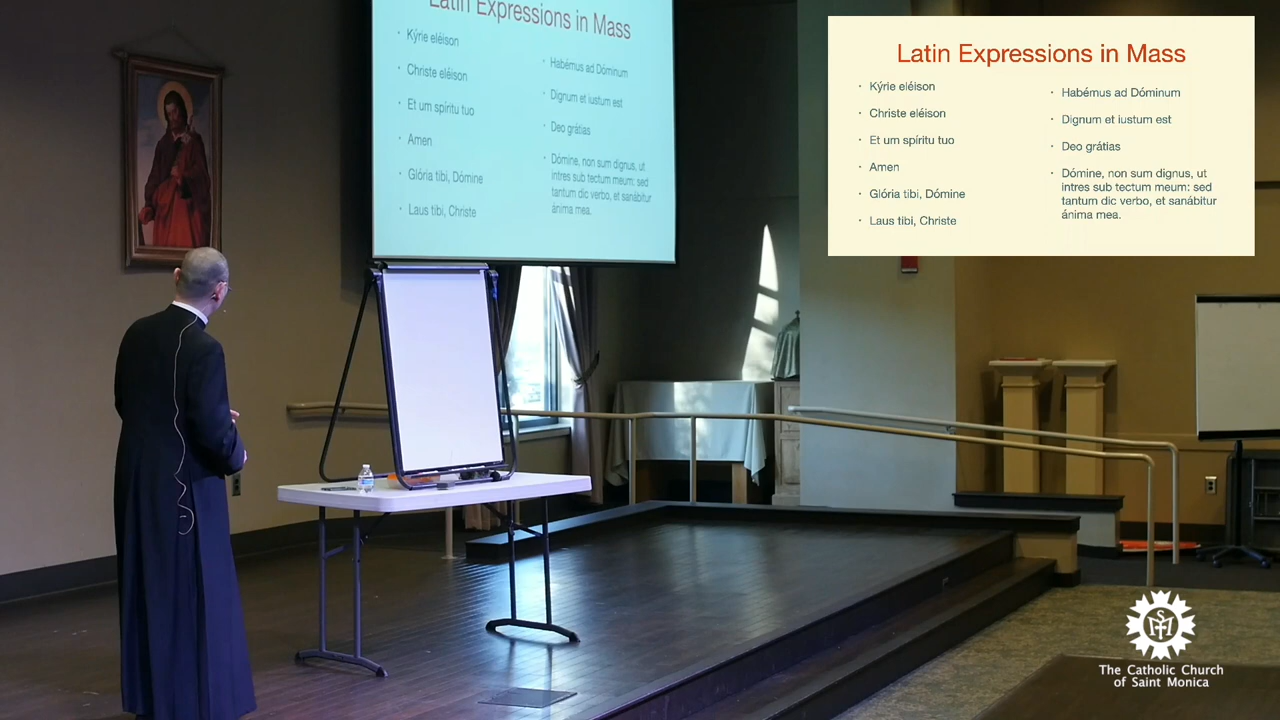 Latin Expressions in Mass
Kýrie eléison
Christe eléison
Et um spíritu tuo
Amen
Glória tibi, Dómine
Laus tibi, Christe
Habémus ad Dóminum
Dignum et iustum est
Deo grátias
Dómine, non sum dignus, ut
intres sub tectum meum: sed
tantum dic verbo, et sanábitur
ánima mea.
Latin Expressions in Mass
Kýrie eléison
Christe eléison
Et um spíritu tuo
Amen
Glória tibi, Dómine
Laus tibi, Christe
Habémus ad Dóminum
Dignum et iustum est
Deo grátias
Dómine, non sum dignus, ut
intres sub tectum meum: sed
tantum dic verbo, et sanábitur
ánima mea.
The Catholic Church
of Saint Monica